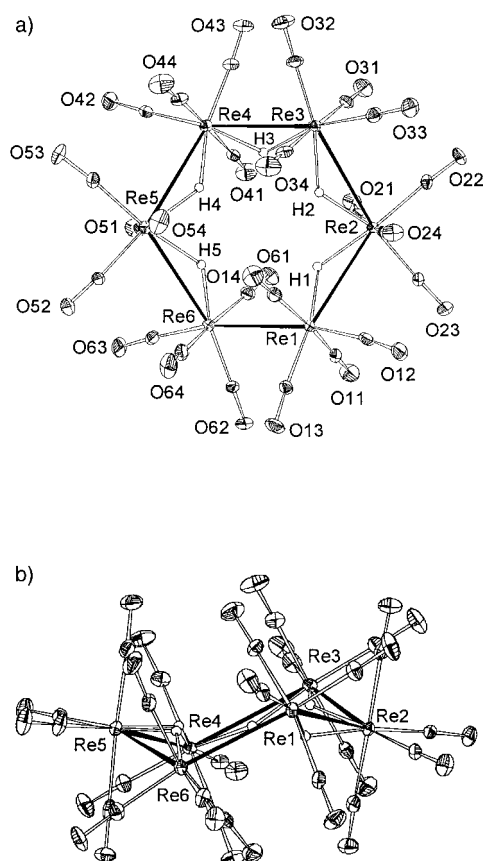 a)
O43 O32
O44 O31
O42 Re4 Re3
H3 O33
O53
O41 O34 O21 O22
Re5 H4 H2
O51 O54 Re2 O24
H5 O61 H1
O52 O14
Re6 O23
O63 Re1
O12
O64 O11
O62 O13
b)
Re3
Re4 Re2
Re5 Re1
Re6